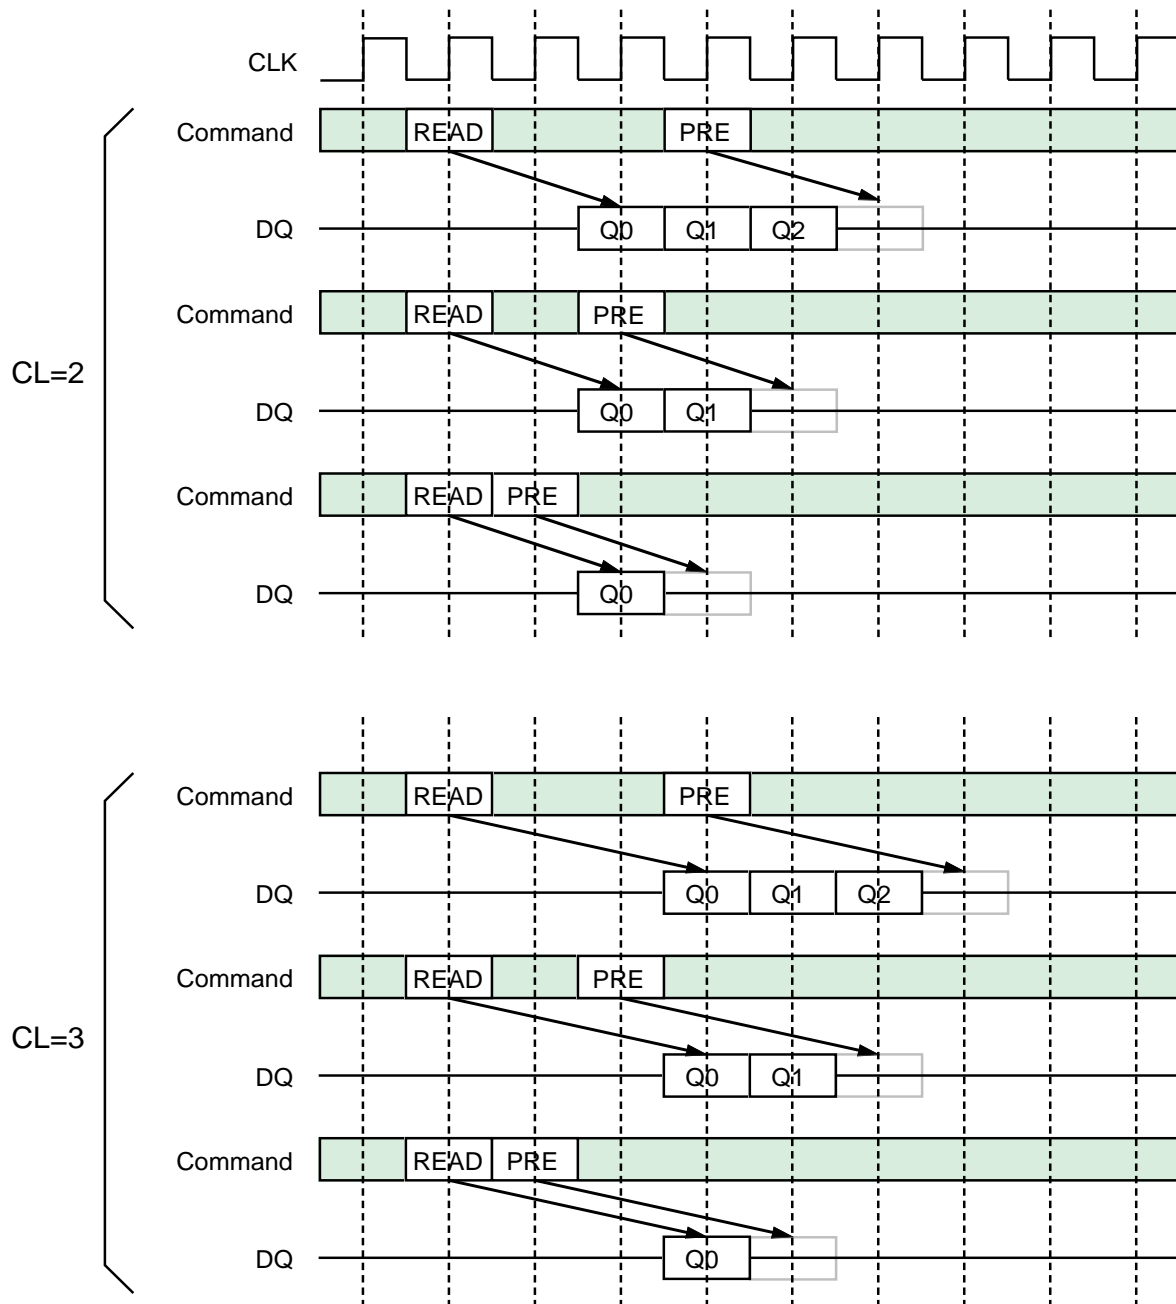 CLK
Command READ PRE
DQ Q0 Q1 Q2
Command READ PRE
CL=2
DQ Q0 Q1
Command READ PRE
DQ Q0
Command READ PRE
DQ Q0 Q1 Q2
Command READ PRE
CL=3
DQ Q0 Q1
Command READ PRE
DQ Q0